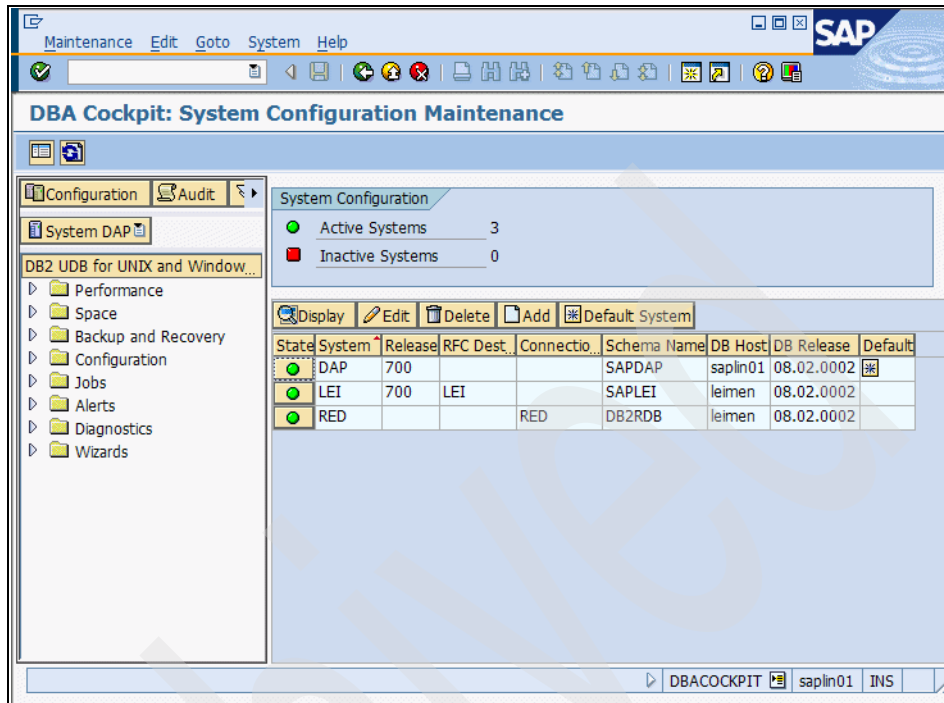 Maintenance Edit Goto System Help
SAP
DBA Cockpit: System Configuration Maintenance
Configuration Audit
System DAP
DB2 UDB for UNIX and Window...
Performance
Space
Backup and Recovery
Configuration
Jobs
Alerts
Diagnostics
Wizards
System Configuration
Active Systems 3
Inactive Systems 0
Display Edit Delete Add Default System
State System Release RFC Dest... Connectio... Schema Name DB Host DB Release Default
DAP 700 SAPDAP saplin01 08.02.0002
LEI 700 LEI SAPLEI leimen 08.02.0002
RED RED DB2RDB leimen 08.02.0002
DBACOCKPIT saplin01 INS